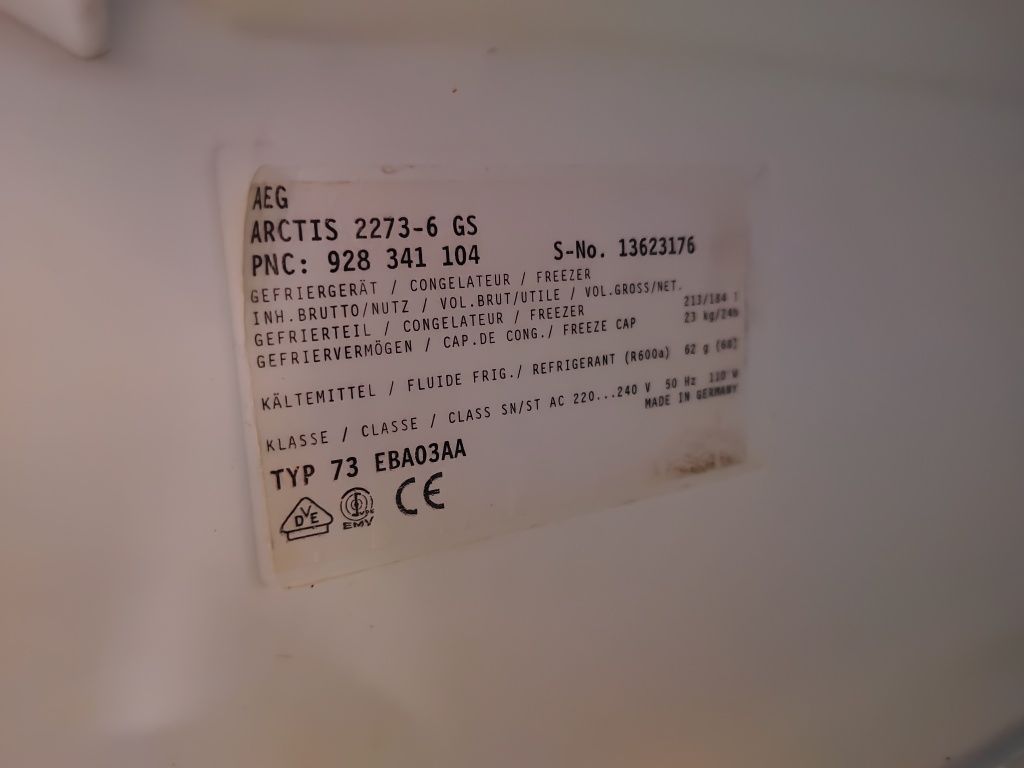 AEG
ARCTIS 2273-6 GS
PNC: 928 341 104 S-No. 13623176
GEFRIERGERÄT / CONGELATEUR / FREEZER
INH.BRUTTO/NUTZ / VOL.BRUT/UTILE / VOL.GROSS/NET.
GEFRIERTEIL / CONGELATEUR / FREEZER 213/184 l
GEFRIERVERMÖGEN / CAP.DE CONG./ FREEZE CAP 23 kg/24h
KÄLTEMITTEL / FLUIDE FRIG./ REFRIGERANT (R600a) 62 g
KLASSE / CLASSE / CLASS SN/ST AC 220...240 V 50 Hz 110 W
MADE IN GERMANY
TYP 73 EBA03AA
DVE
EMV
CE